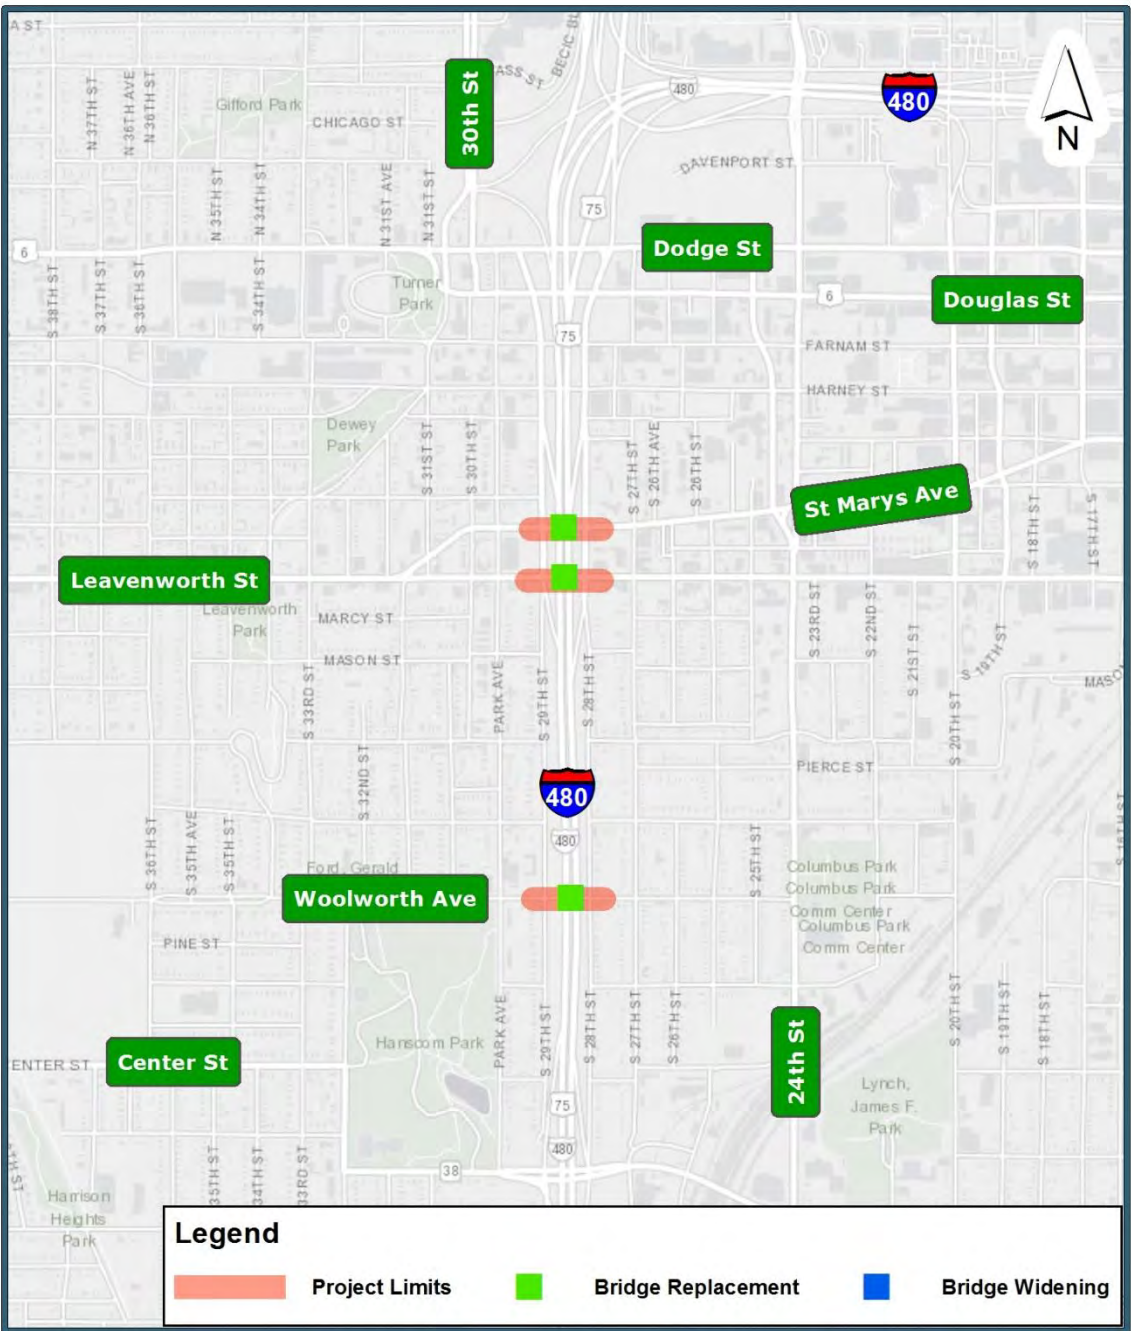 A ST
30th St
ASS ST
BECIC BL
480
480
N
N 37TH ST
N 36TH AVE
N 36TH ST
Gifford Park
CHICAGO ST
DAVENPORT ST
N 35TH ST
N 34TH ST
N 31ST AVE
N 31ST ST
75
6
Dodge St
Douglas St
6
S 38TH ST
S 37TH ST
S 36TH ST
S 34TH ST
Turner
Park
75
FARNAM ST
HARNEY ST
Dewey
Park
S 31ST ST
S 30TH ST
S 27TH ST
S 26TH AVE
S 26TH ST
St Marys Ave
S 18TH ST
S 17TH ST
Leavenworth St
Leavenworth
Park
MARCY ST
MASON ST
S 33RD ST
PARK AVE
S 29TH ST
S 28TH ST
S 23RD ST
S 22ND ST
S 21ST ST
S 20TH ST
S 19TH ST
MASO
S 32ND ST
480
PIERCE ST
480
S 36TH ST
S 35TH AVE
S 35TH ST
Ford, Gerald
Woolworth Ave
S 25TH ST
Columbus Park
Columbus Park
Comm Center
Columbus Park
Comm Center
S 16TH ST
PINE ST
Hanscom Park
PARK AVE
S 29TH ST
S 28TH ST
S 27TH ST
S 26TH ST
24th St
S 20TH ST
S 19TH ST
S 18TH ST
ENTER ST
Center St
75
480
38
Lynch,
James F.
Park
35TH ST
34TH ST
33RD ST
Harrison
Heights
Park
Legend
Project Limits
Bridge Replacement
Bridge Widening